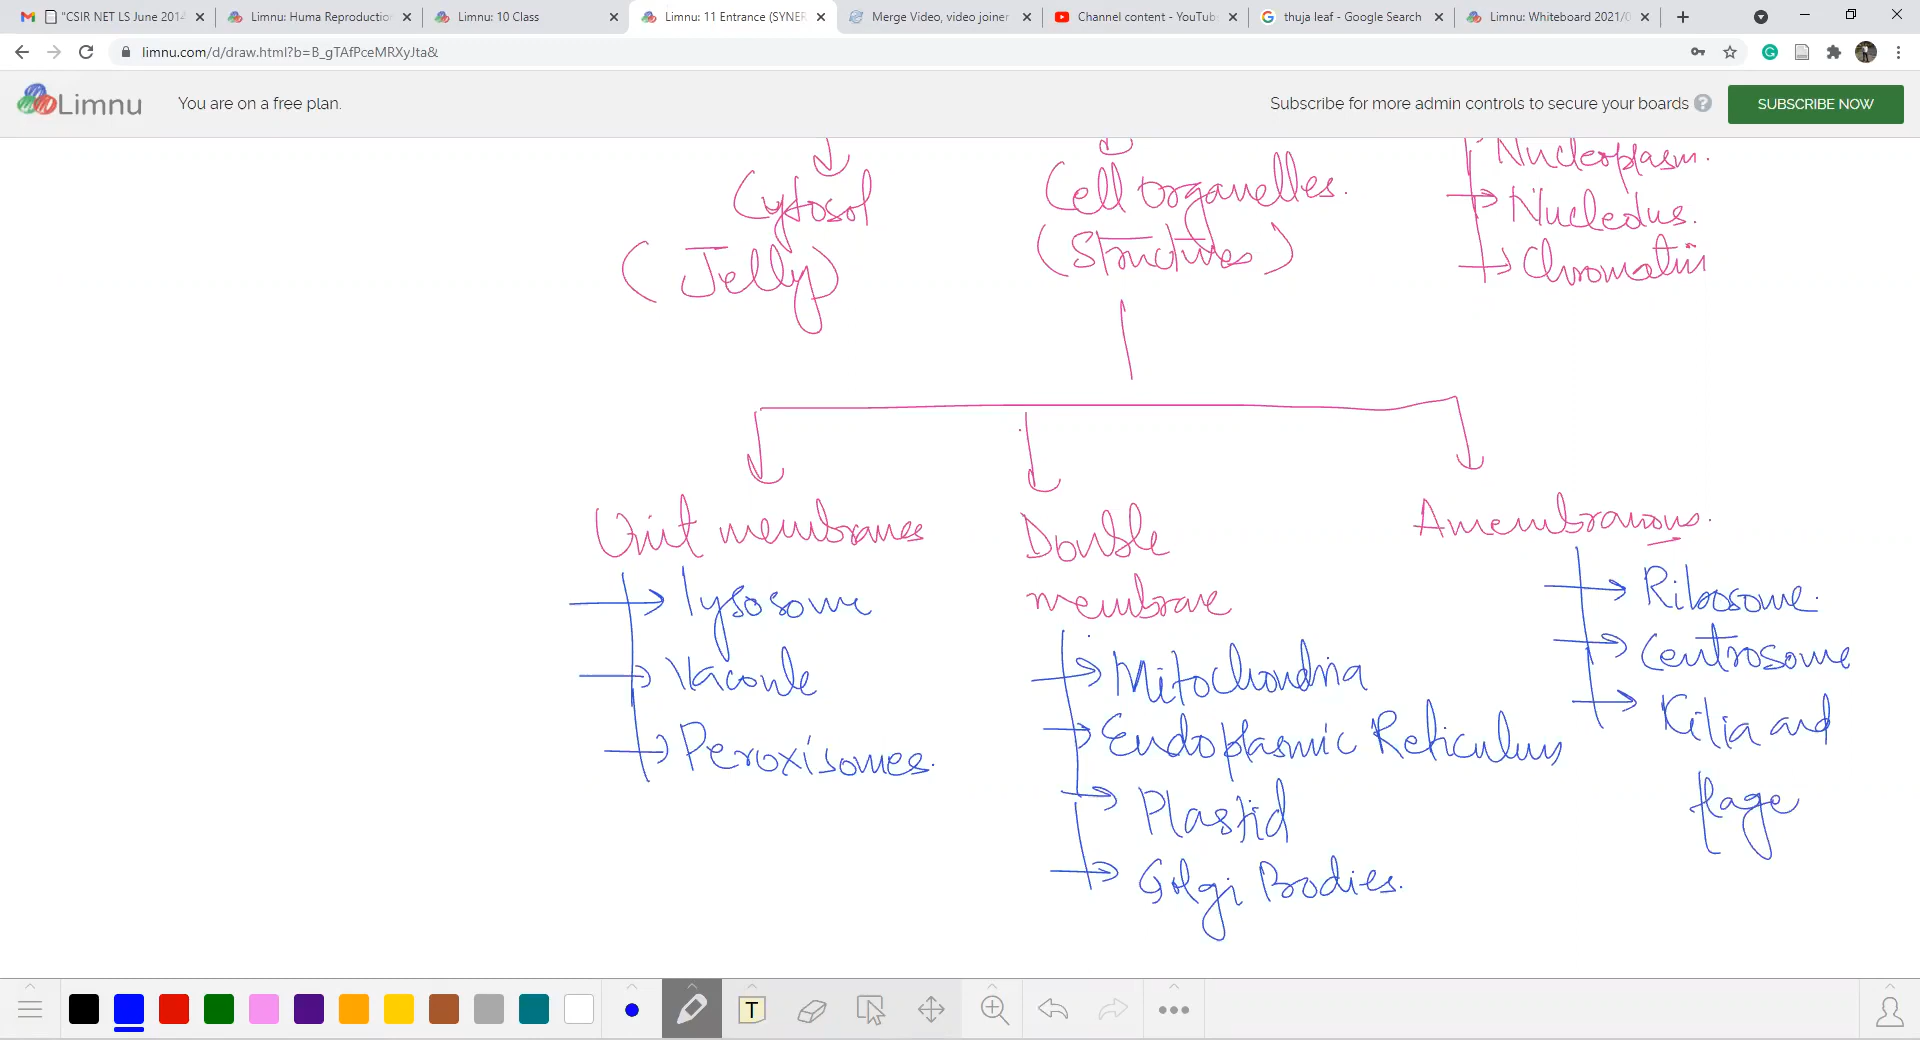 "CSIR NET LS June 2014
Limnu: Huma Reproductio
Limnu: 10 Class
Limnu: 11 Entrance (SYNER
Merge Video, video joiner
Channel content - YouTub
thuja leaf - Google Search
Limnu: Whiteboard 2021/0
limnu.com/d/draw.html?b=B_gTAfPceMRXyJta&
Limnu
You are on a free plan.
Subscribe for more admin controls to secure your boards ?
SUBSCRIBE NOW
Cytosol
(Jelly)
Cell organelles.
(Structures)
Nucleoplasm.
Nucleolus.
Chromatin
Unit membranes
Lysosome
Vacoule
Peroxisomes.
Double
membrane
Mitochondria
Endoplasmic Reticulum
Plastid
Golgi Bodies.
Amembranous.
Ribosome.
Centrosome
Kilia and
flage
T